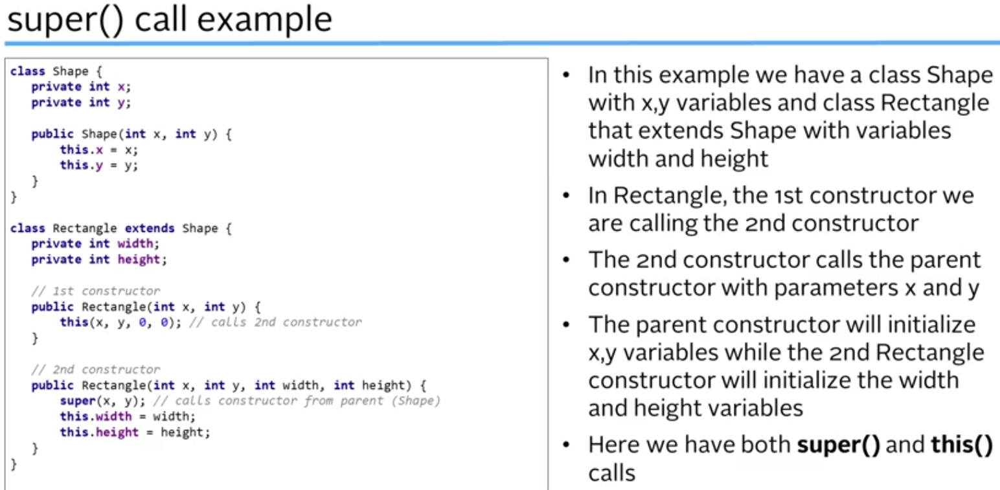 super() call example
class Shape {
private int x;
private int y;
public Shape(int x, int y) {
this.x = x;
this.y = y;
}
}
class Rectangle extends Shape {
private int width;
private int height;
// 1st constructor
public Rectangle(int x, int y) {
this(x, y, 0, 0); // calls 2nd constructor
}
// 2nd constructor
public Rectangle(int x, int y, int width, int height) {
super(x, y); // calls constructor from parent (Shape)
this.width = width;
this.height = height;
}
}
• In this example we have a class Shape
with x,y variables and class Rectangle
that extends Shape with variables
width and height
• In Rectangle, the 1st constructor we
are calling the 2nd constructor
• The 2nd constructor calls the parent
constructor with parameters x and y
• The parent constructor will initialize
x,y variables while the 2nd Rectangle
constructor will initialize the width
and height variables
• Here we have both super() and this()
calls